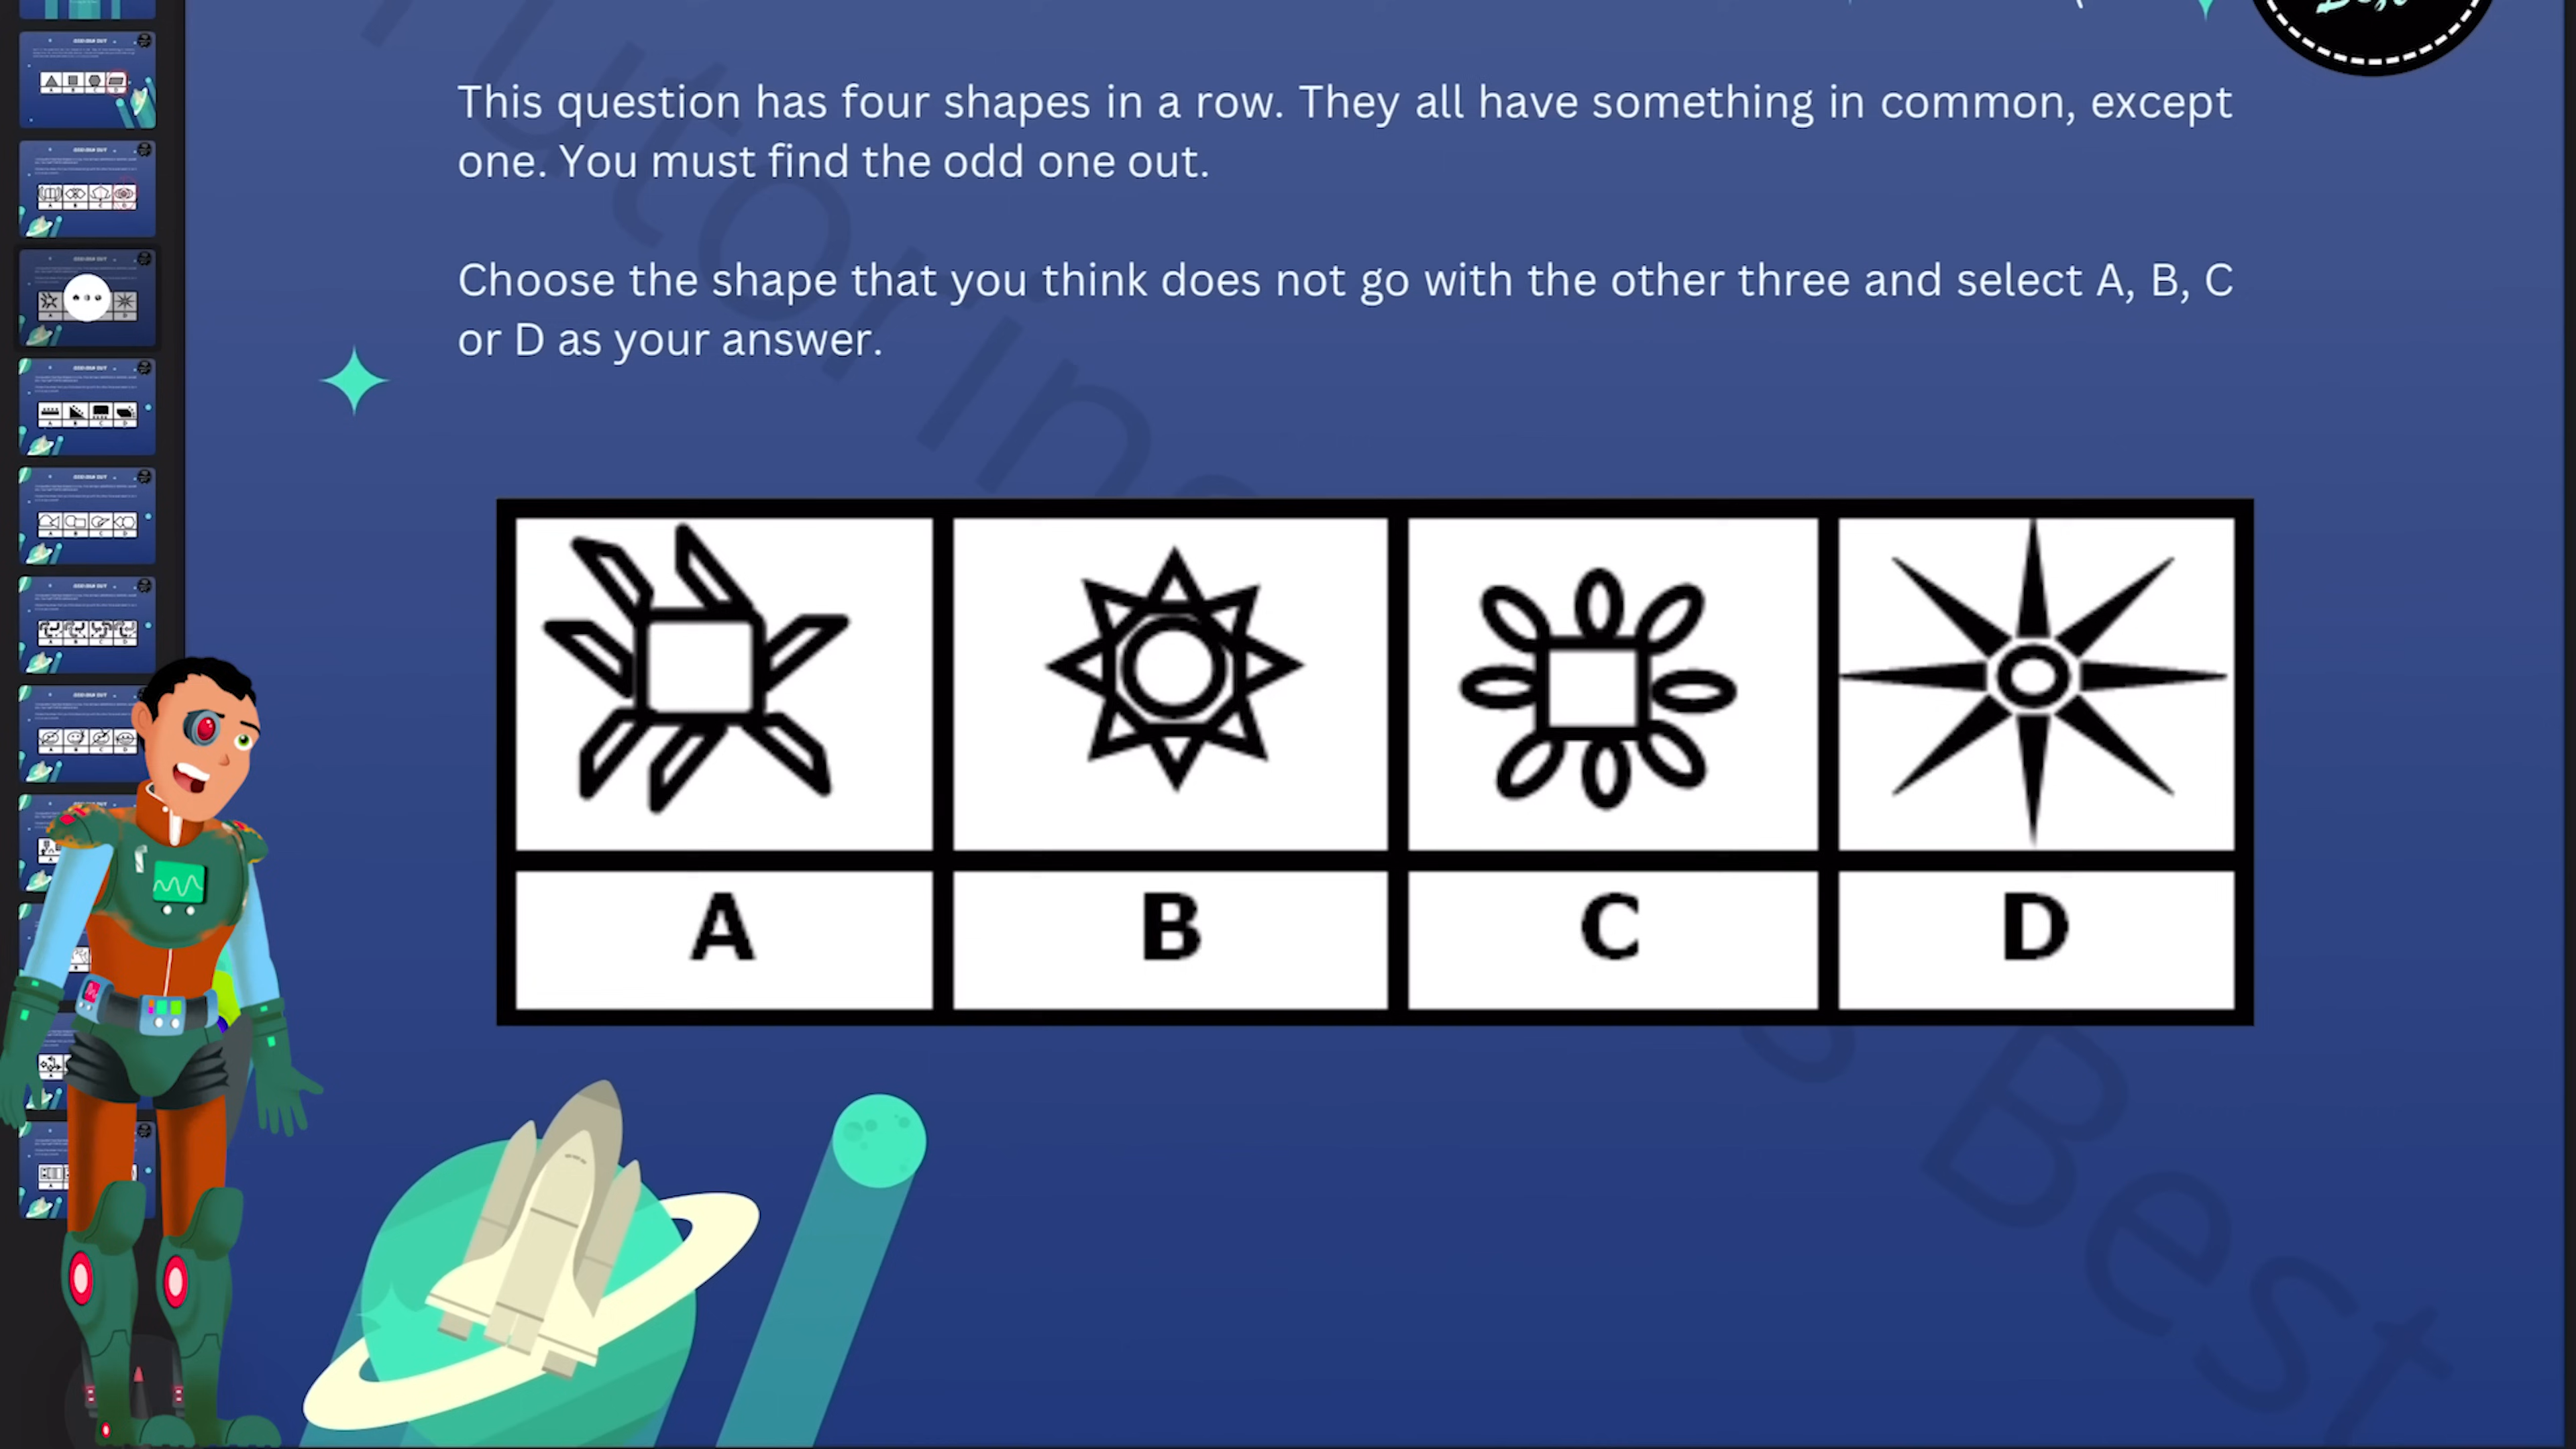 This question has four shapes in a row. They all have something in common, except
one. You must find the odd one out.
Choose the shape that you think does not go with the other three and select A, B, C
or D as your answer.
A B C D
Tutoring
Best